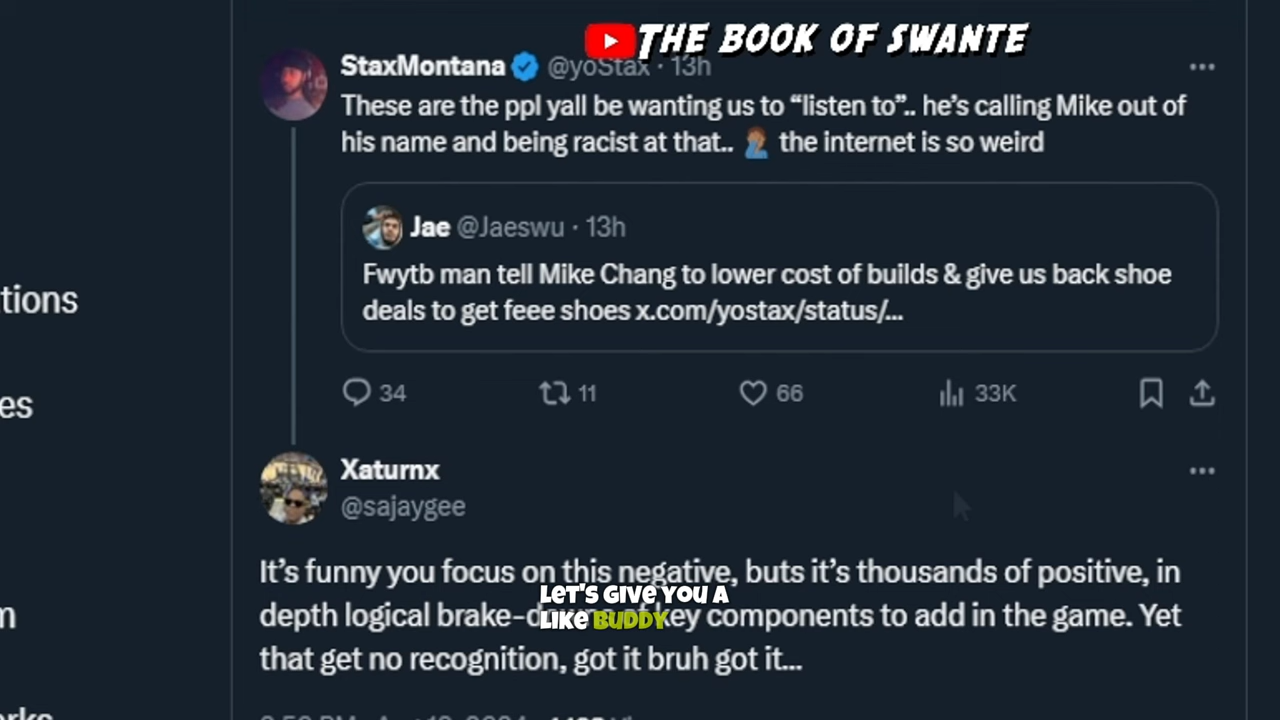 THE BOOK OF SWANTE
StaxMontana @yoStax · 13h
These are the ppl yall be wanting us to “listen to”.. he’s calling Mike out of
his name and being racist at that.. 🤦🏽‍♂️ the internet is so weird
tions
Jae @Jaeswu · 13h
Fwytb man tell Mike Chang to lower cost of builds & give us back shoe
deals to get feee shoes x.com/yostax/status/...
es
34 11 66 33K
Xaturnx
@sajaygee
It’s funny you focus on this negative, buts it’s thousands of positive, in
LET'S GIVE YOU A
depth logical brake- of key components to add in the game. Yet
LIKE BUDDY
that get no recognition, got it bruh got it...